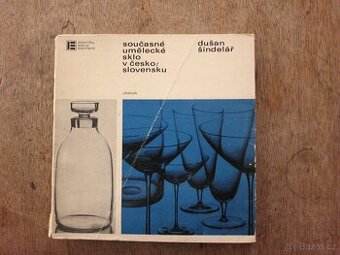 současné
umělecké
sklo
v česko/
slovensku
dušan
šindelář